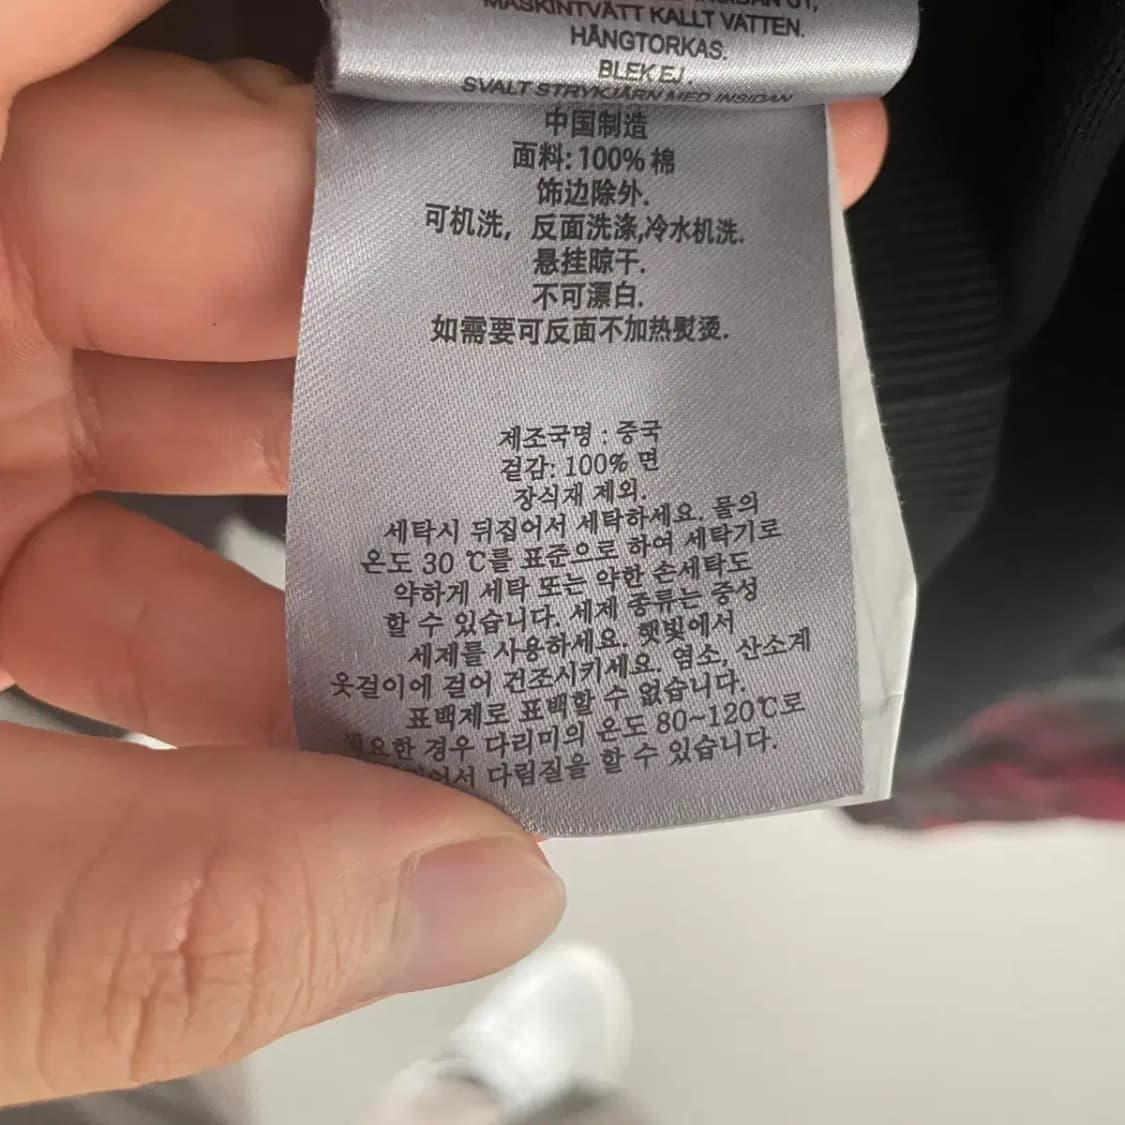 INSIDAN UT,
MASKINTVÄTT KALLT VATTEN.
HÄNGTORKAS.
BLEK EJ.
SVALT STRYKJÄRN MED INSIDAN
中国制造
面料: 100% 棉
饰边除外.
可机洗, 反面洗涤,冷水机洗.
悬挂晾干.
不可漂白.
如需要可反面不加热熨烫.
제조국명 : 중국
겉감: 100% 면
장식재 제외.
세탁시 뒤집어서 세탁하세요. 물의
온도 30 ℃를 표준으로 하여 세탁기로
약하게 세탁 또는 약한 손세탁도
할 수 있습니다. 세제 종류는 중성
세제를 사용하세요. 햇빛에서
옷걸이에 걸어 건조시키세요. 염소, 산소계
표백제로 표백할 수 없습니다.
필요한 경우 다리미의 온도 80~120℃로
다림질을 할 수 있습니다.